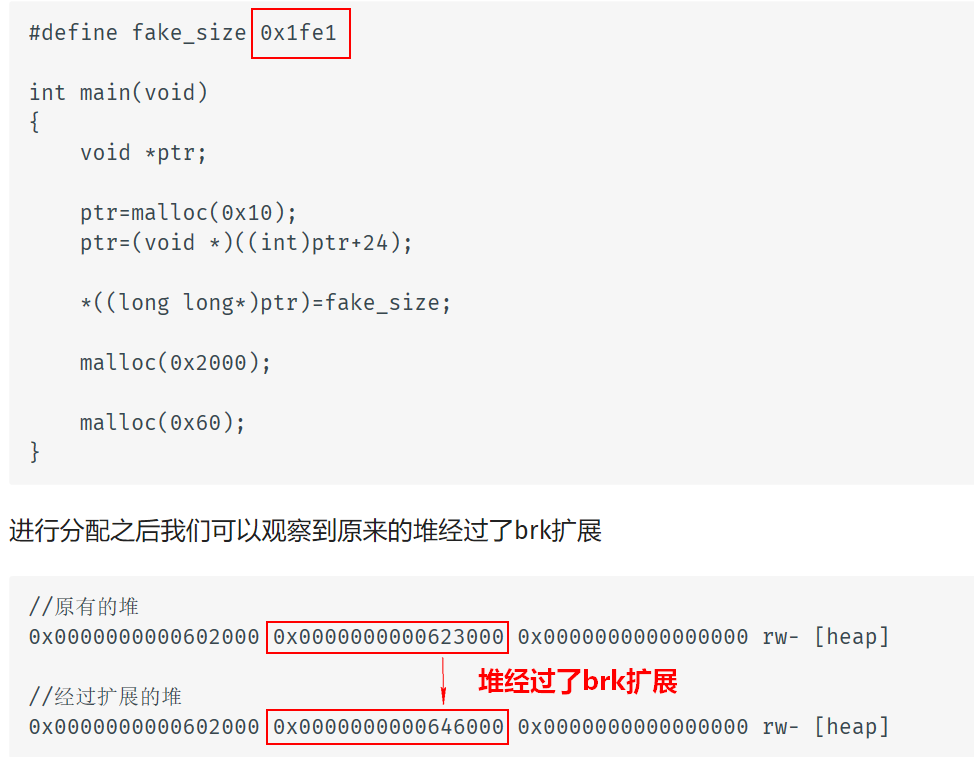 #define fake_size 0x1fe1
int main(void)
{
    void *ptr;
    ptr=malloc(0x10);
    ptr=(void *)((int)ptr+24);
    *((long long*)ptr)=fake_size;
    malloc(0x2000);
    malloc(0x60);
}
进行分配之后我们可以观察到原来的堆经过了brk扩展
//原有的堆
0x0000000000602000 0x0000000000623000 0x0000000000000000 rw- [heap]
堆经过了brk扩展
//经过扩展的堆
0x0000000000602000 0x0000000000646000 0x0000000000000000 rw- [heap]